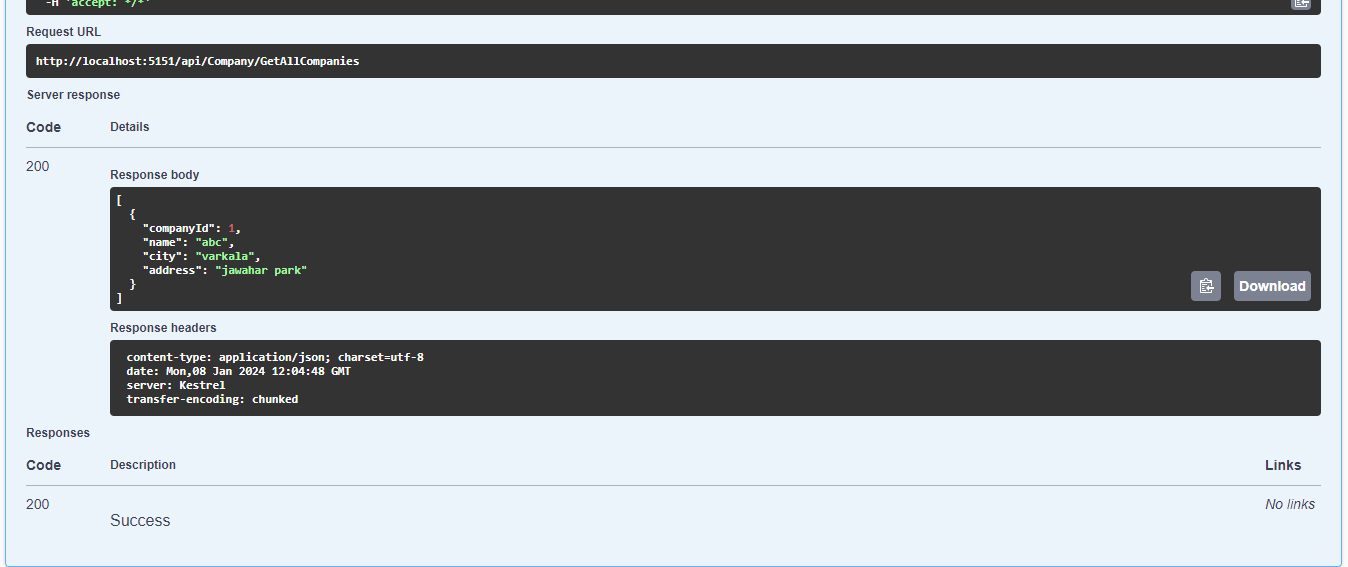 -H 'accept: */*'
Request URL
http://localhost:5151/api/Company/GetAllCompanies
Server response
Code Details
200
Response body
[
{
"companyId": 1,
"name": "abc",
"city": "varkala",
"address": "jawahar park"
}
]
Download
Response headers
content-type: application/json; charset=utf-8
date: Mon,08 Jan 2024 12:04:48 GMT
server: Kestrel
transfer-encoding: chunked
Responses
Code Description Links
200 No links
Success